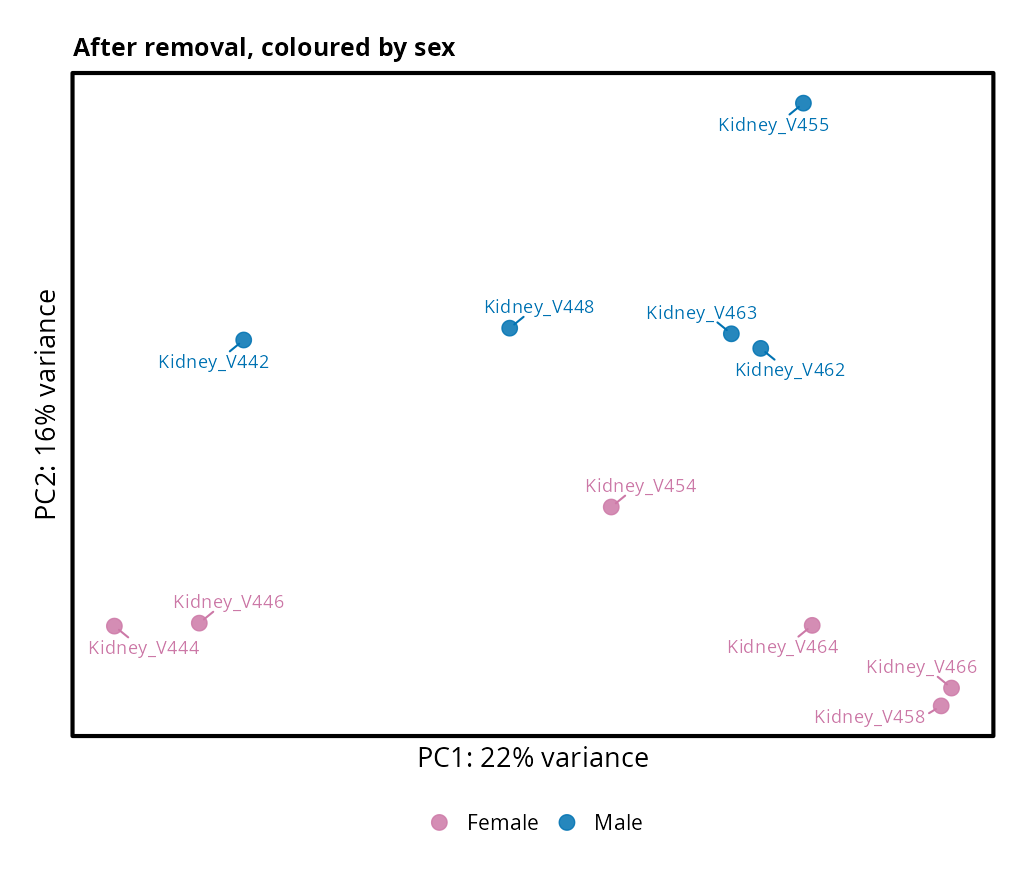 After removal, coloured by sex
Kidney_V455
Kidney_V448
Kidney_V463
Kidney_V442
Kidney_V462
Kidney_V454
Kidney_V446
Kidney_V444
Kidney_V464
Kidney_V466
Kidney_V458
PC2: 16% variance
PC1: 22% variance
Female Male